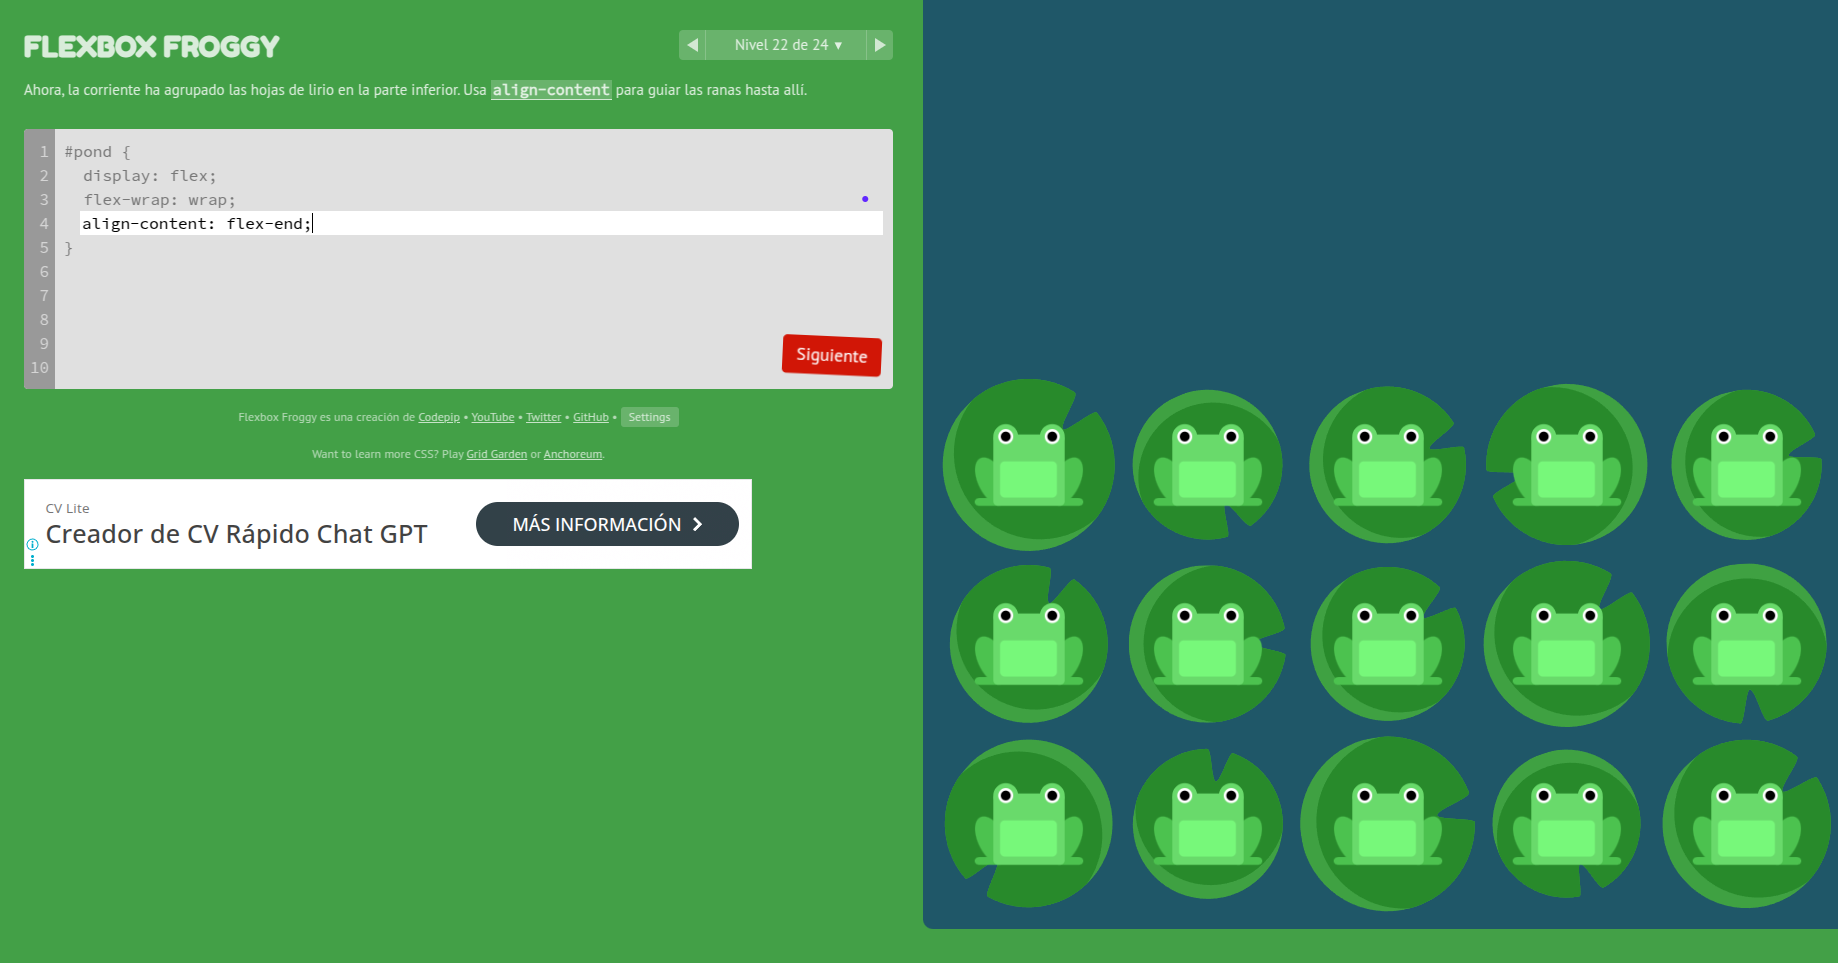 FLEXBOX FROGGY
◀ Nivel 22 de 24 ▾ ▶
Ahora, la corriente ha agrupado las hojas de lirio en la parte inferior. Usa align-content para guiar las ranas hasta allí.
1 #pond {
2 display: flex;
3 flex-wrap: wrap;
4 align-content: flex-end;
5 }
6
7
8
9
10
Siguiente
Flexbox Froggy es una creación de Codepip • YouTube • Twitter • GitHub • Settings
Want to learn more CSS? Play Grid Garden or Anchoreum.
CV Lite
Creador de CV Rápido Chat GPT
MÁS INFORMACIÓN